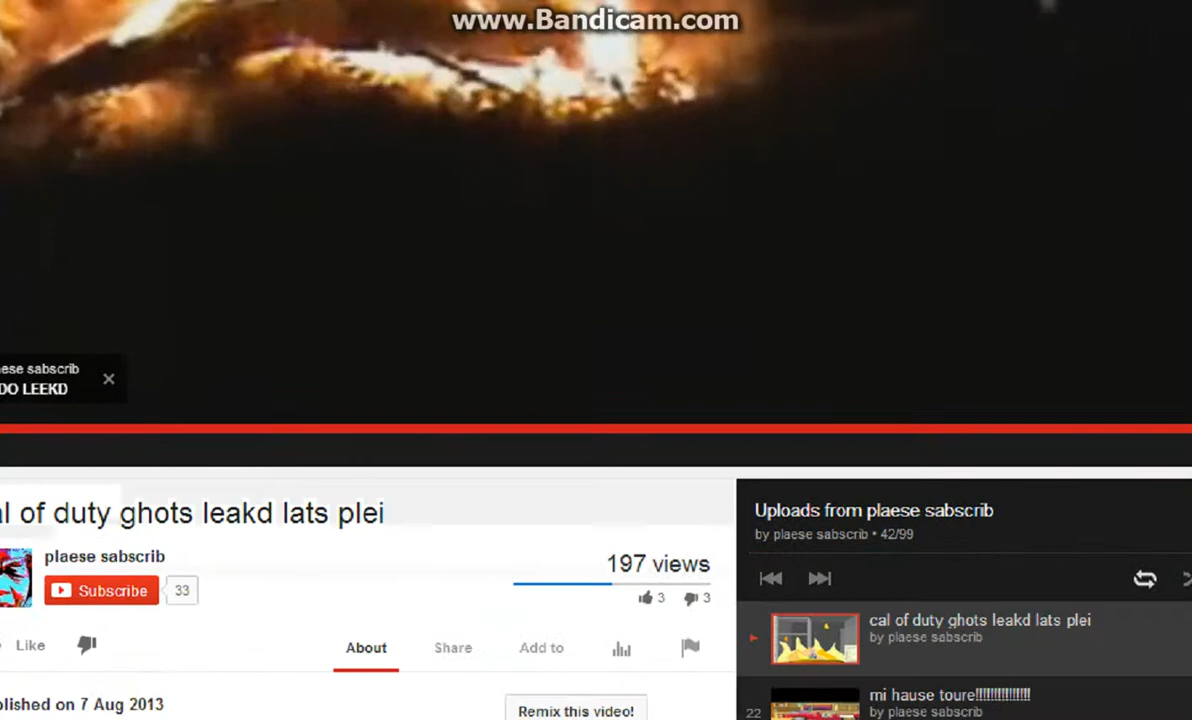 www.Bandicam.com
ese sabscrib
DO LEEKD
al of duty ghots leakd lats plei
plaese sabscrib
Subscribe 33
197 views
3 3
Like
About Share Add to
blished on 7 Aug 2013
Remix this video!
Uploads from plaese sabscrib
by plaese sabscrib • 42/99
cal of duty ghots leakd lats plei
by plaese sabscrib
22
mi hause toure!!!!!!!!!!!!!!!
by plaese sabscrib